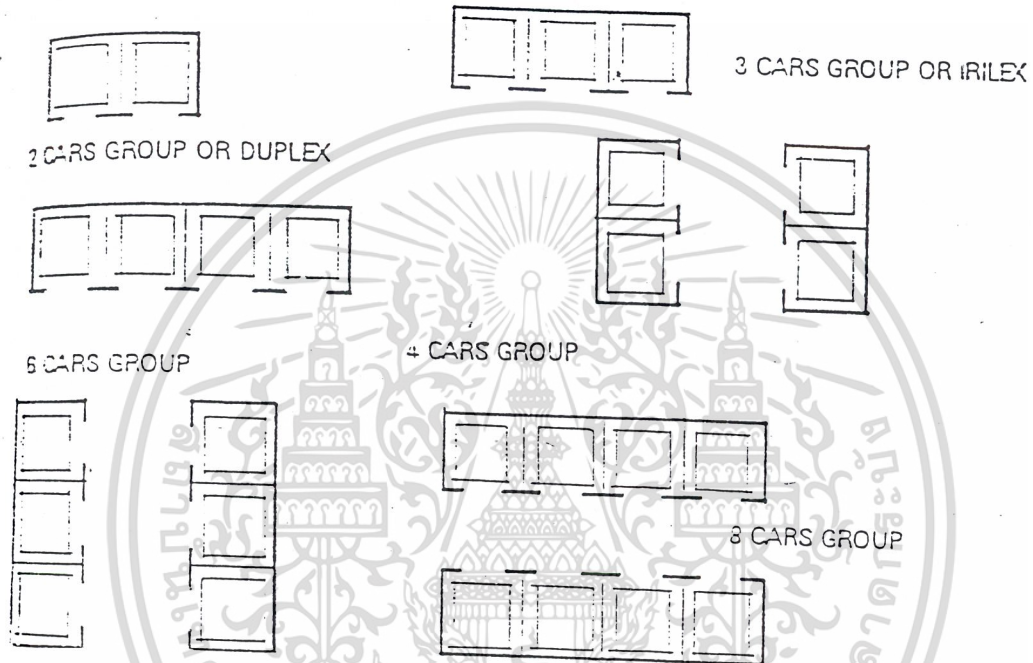 3 CARS GROUP OR IRILEX
2 CARS GROUP OR DUPLEX
6 CARS GROUP
4 CARS GROUP
8 CARS GROUP